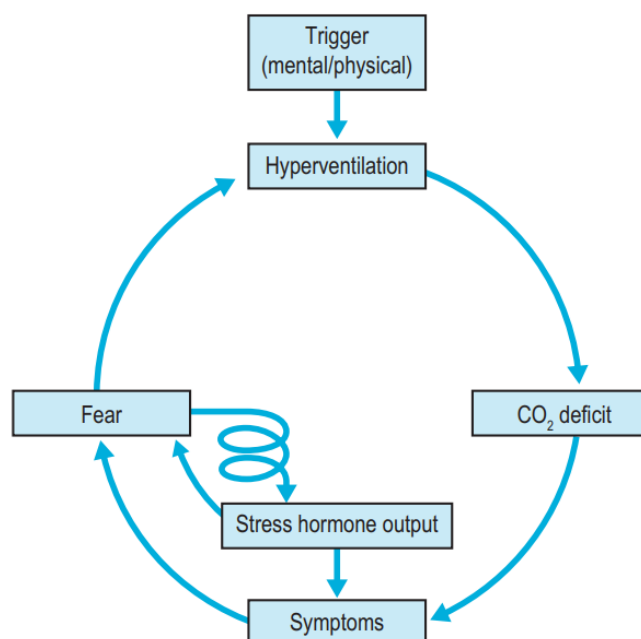 Trigger
(mental/physical)
Hyperventilation
Fear
CO₂ deficit
Stress hormone output
Symptoms